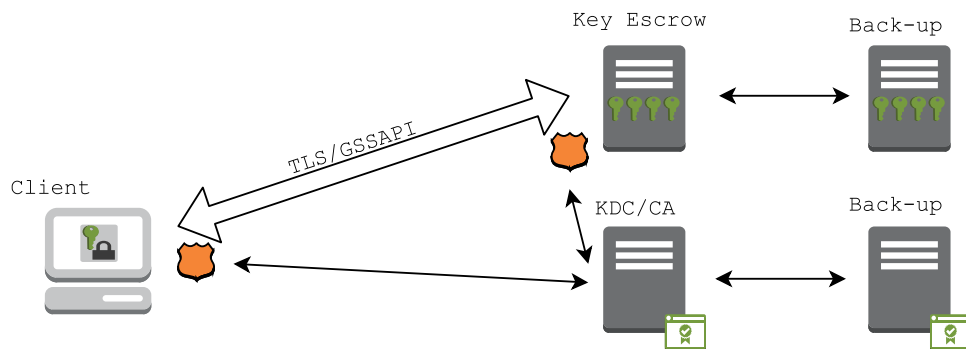 Key Escrow
Back-up
TLS/GSSAPI
Client
KDC/CA
Back-up